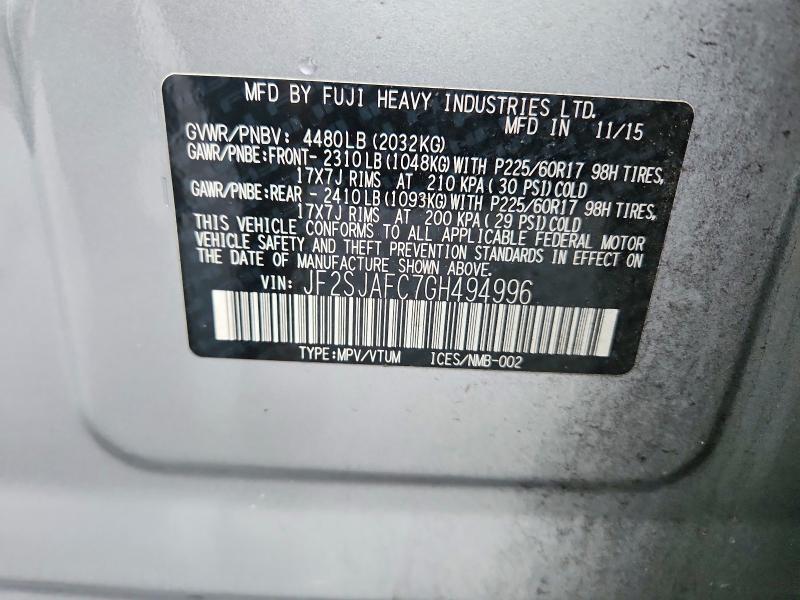 MFD BY FUJI HEAVY INDUSTRIES LTD.
MFD IN 11/15
GVWR/PNBV: 4480LB (2032KG)
GAWR/PNBE:FRONT- 2310LB (1048KG) WITH P225/60R17 98H TIRES,
17X7J RIMS AT 210 KPA ( 30 PSI) COLD
GAWR/PNBE:REAR - 2410LB (1093KG) WITH P225/60R17 98H TIRES,
17X7J RIMS AT 200 KPA ( 29 PSI) COLD
THIS VEHICLE CONFORMS TO ALL APPLICABLE FEDERAL MOTOR
VEHICLE SAFETY AND THEFT PREVENTION STANDARDS IN EFFECT ON
THE DATE OF MANUFACTURE SHOWN ABOVE.
VIN: JF2SJAFC7GH494996
TYPE:MPV/VTUM ICES/NMB-002